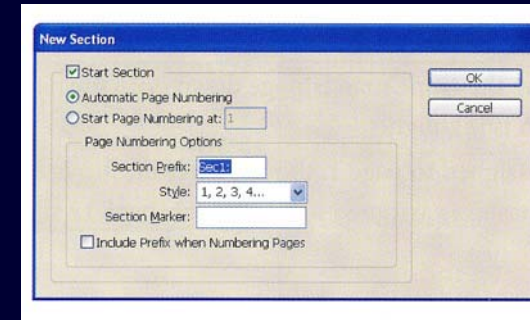 New Section
Start Section
OK
Automatic Page Numbering
Cancel
Start Page Numbering at: 1
Page Numbering Options
Section Prefix: Sec1:
Style: 1, 2, 3, 4...
Section Marker:
Include Prefix when Numbering Pages